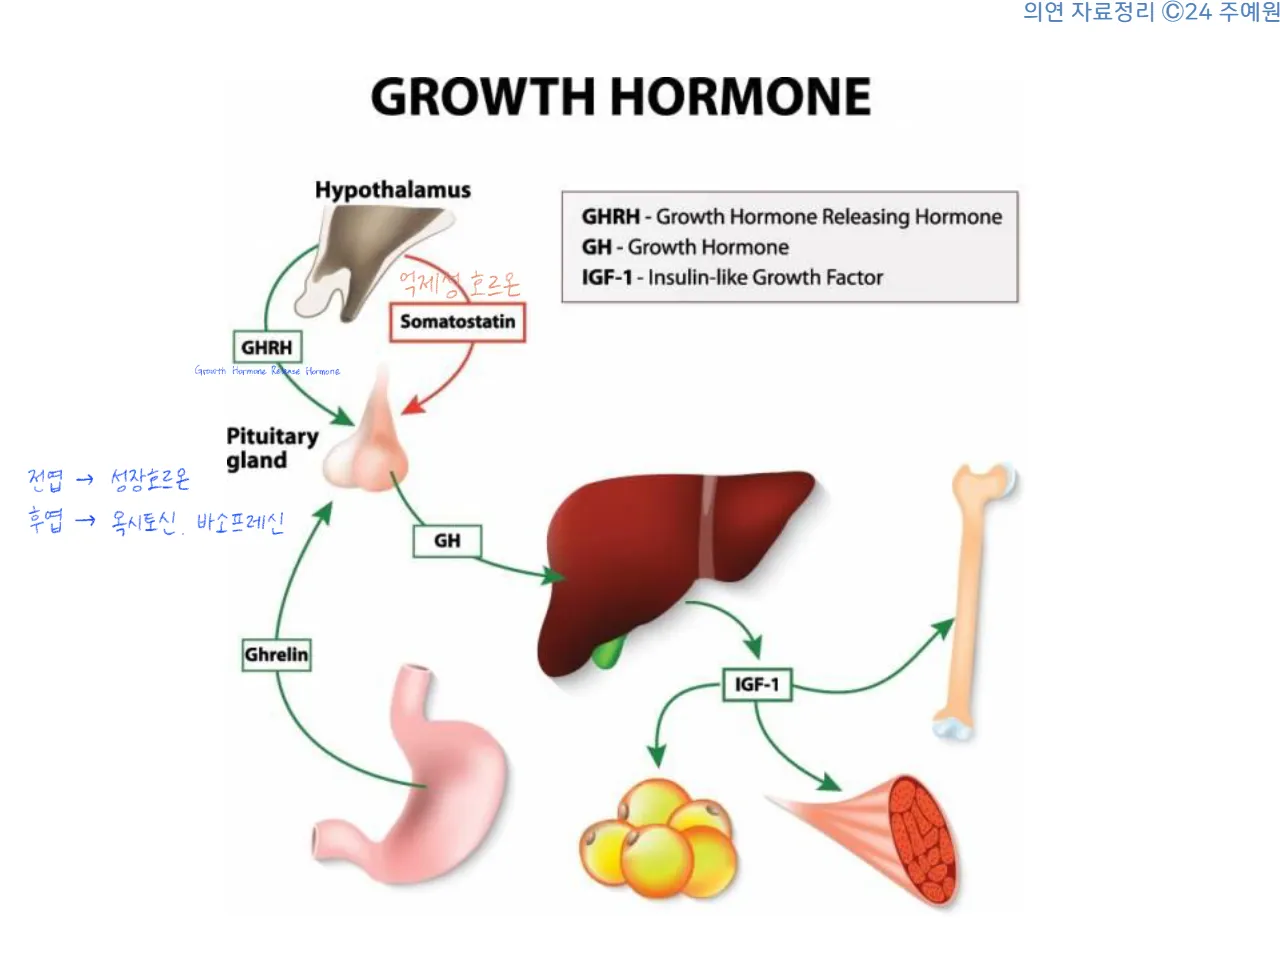 의연 자료정리 ©24 주예원
GROWTH HORMONE
Hypothalamus
GHRH - Growth Hormone Releasing Hormone
GH - Growth Hormone
IGF-1 - Insulin-like Growth Factor
억제성 호르몬
Somatostatin
GHRH
Growth Hormone Release Hormone
Pituitary
gland
전엽 → 성장호르몬
후엽 → 옥시토신, 바소프레신
GH
Ghrelin
IGF-1